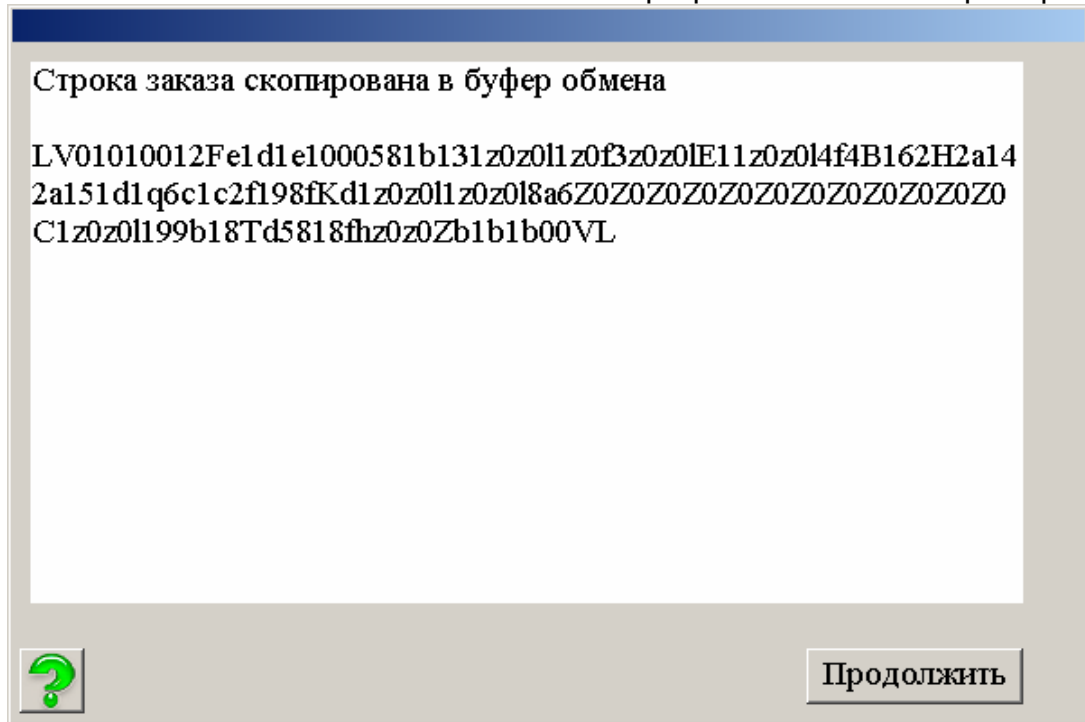 Строка заказа скопирована в буфер обмена
LV01010012Fe1d1e1000581b131z0z0l1z0f3z0z0lE11z0z0l4f4B162H2a14
2a151d1q6c1c2f198fKd1z0z0l1z0z0l8a6Z0Z0Z0Z0Z0Z0Z0Z0Z0Z0Z0
C1z0z0l199b18Td5818fhz0z0Zb1b1b00VL
Продолжить